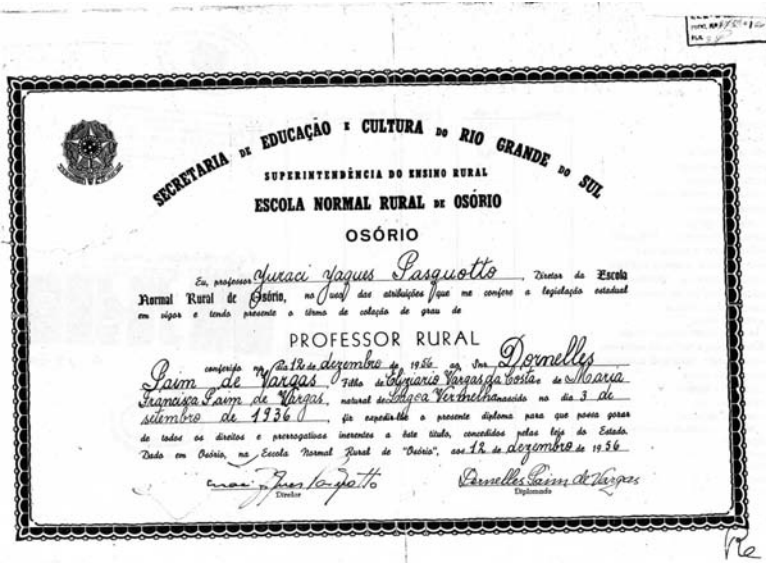 SECRETARIA DE EDUCAÇÃO E CULTURA DO RIO GRANDE DO SUL
SUPERINTENDÊNCIA DO ENSINO RURAL
ESCOLA NORMAL RURAL DE OSÓRIO
OSÓRIO
Eu, professor Yuraci Yaques Pasquotto, Diretor da Escola
Normal Rural de Osório, no uso das atribuições que me confere a legislação estadual
em vigor e tendo presente o têrmo de colação de grau de
PROFESSOR RURAL
conferido no dia 12 de dezembro de 1956 ao Snr. Dornelles
Paim de Vargas Filho de Vargas da Costa e de Maria
Francisca Paim de Vargas, natural de Lagoa Vermelha nascido no dia 3 de
setembro de 1936, fiz expedir-lhe o presente diploma para que possa gozar
de todos os direitos e prerrogativas inerentes a êste título, concedidos pelas leis do Estado.
Dado em Osório, na Escola Normal Rural de "Osório", aos 12 de dezembro de 1956
Diretor
Dornelles Paim de Vargas
Diplomado